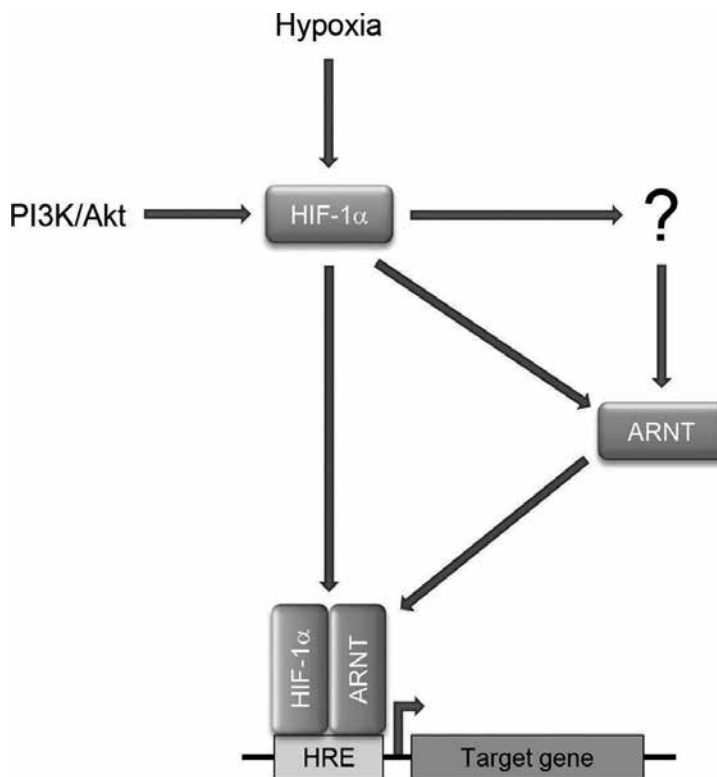 Hypoxia
PI3K/Akt
HIF-1α
?
ARNT
HIF-1α
ARNT
HRE
Target gene